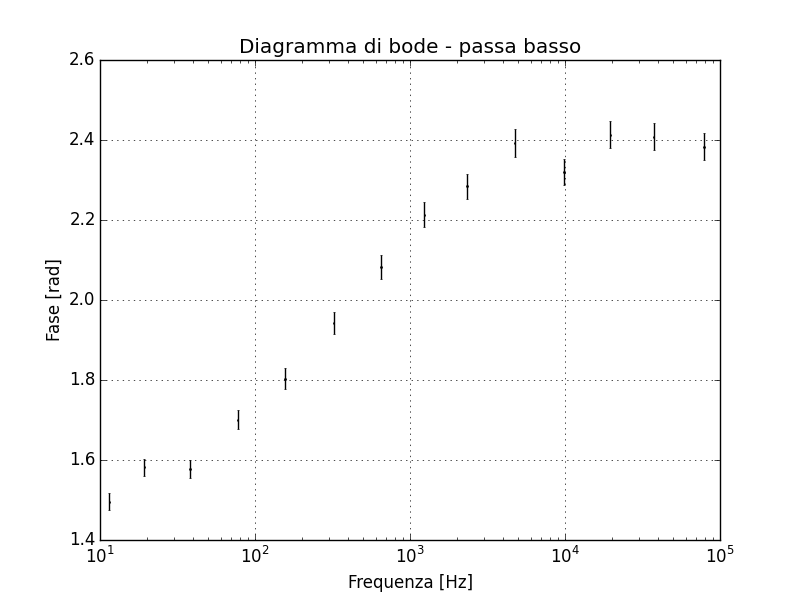 Diagramma di bode - passa basso
2.6
2.4
2.2
2.0
1.8
1.6
1.4
Fase [rad]
10¹ 10² 10³ 10⁴ 10⁵
Frequenza [Hz]